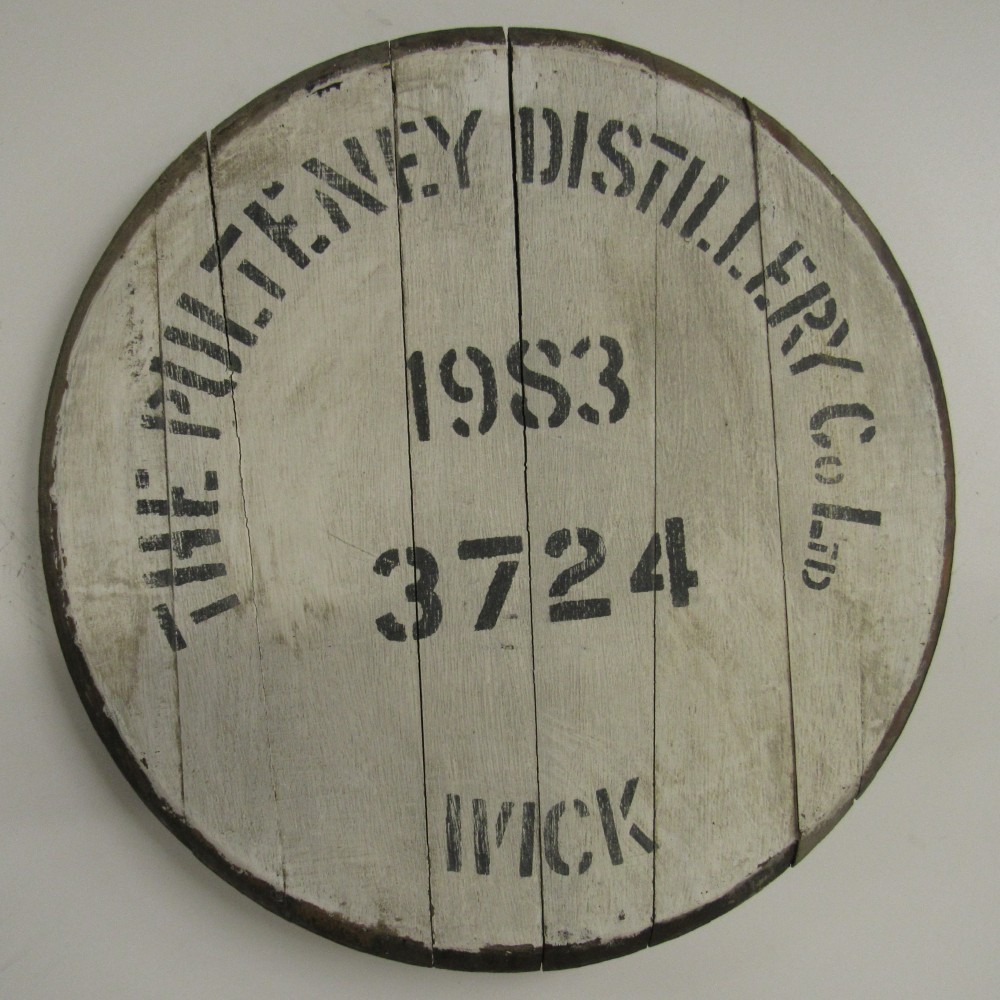 THE PULTENEY DISTILLERY Co LTD
1983
3724
WICK